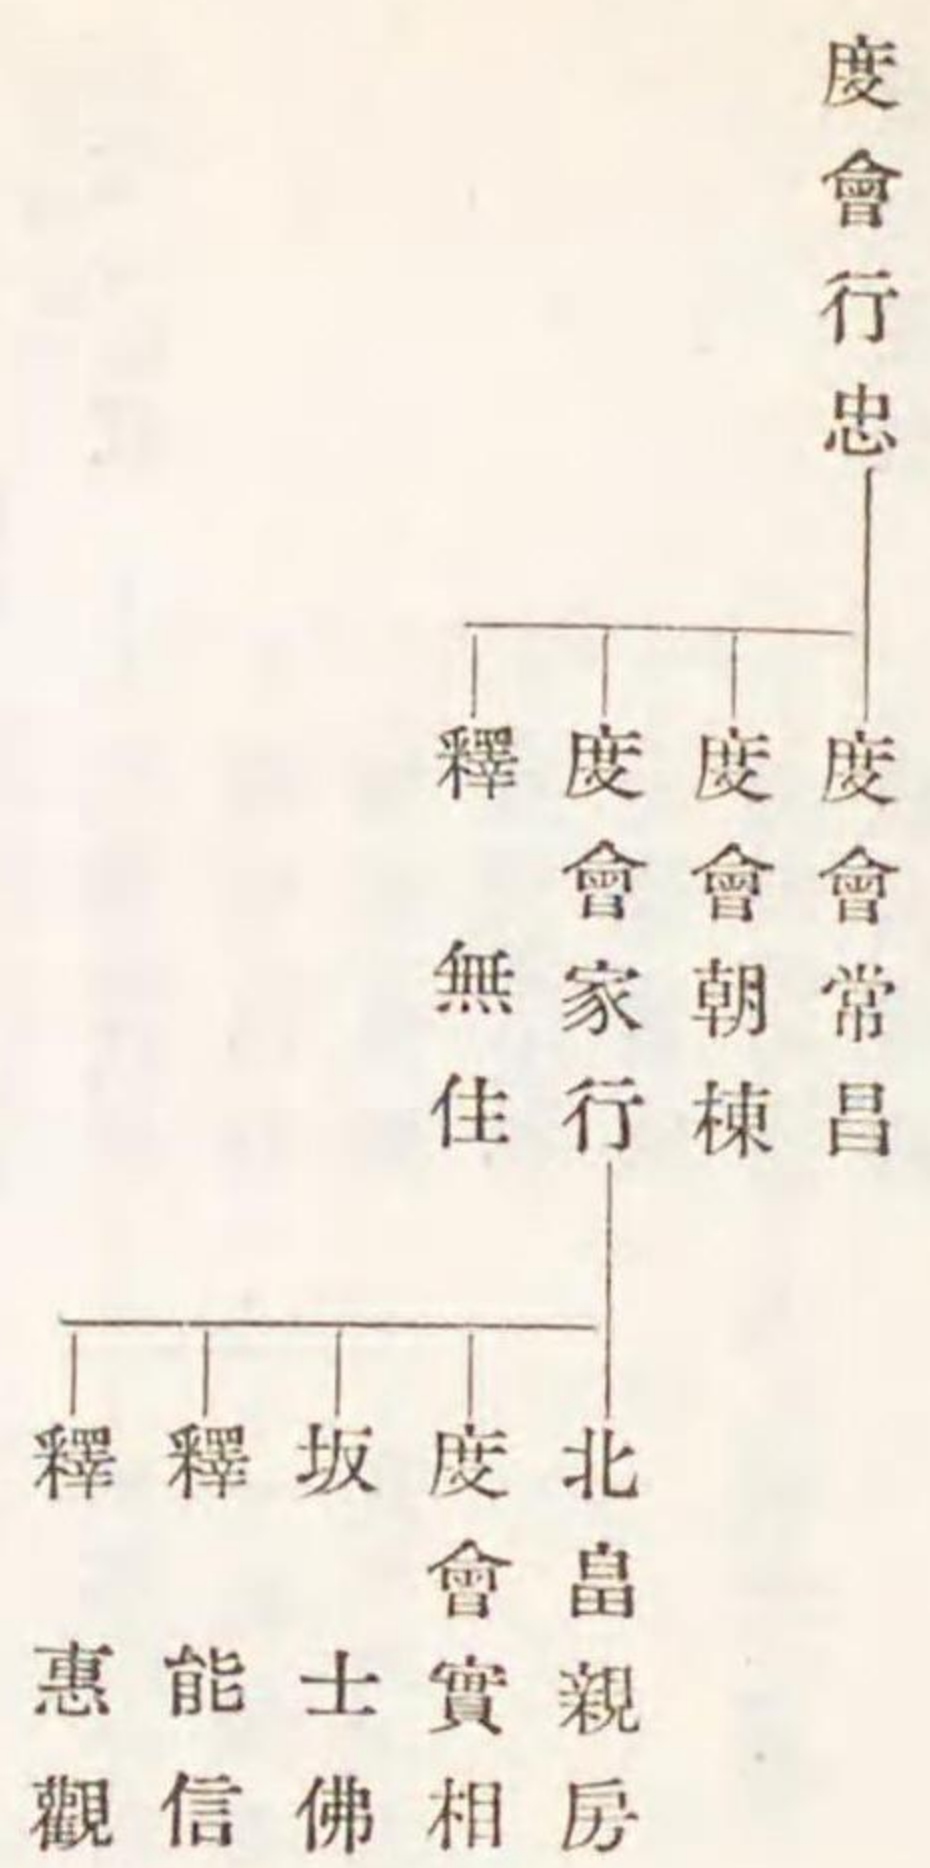 度會行忠
度會常昌
度會朝棟
度會家行
釋　無住
北畠親房
度會實相
坂　士佛
釋　能信
釋　惠觀